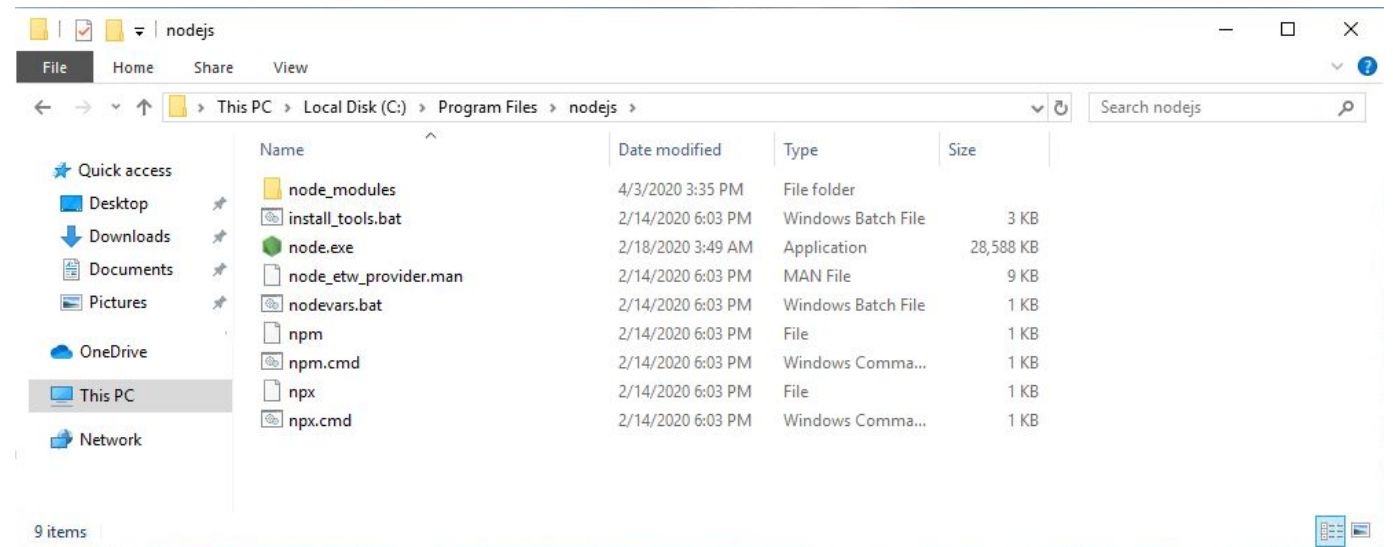 nodejs
File Home Share View
This PC Local Disk (C:) Program Files nodejs Search nodejs
Name Date modified Type Size
Quick access
Desktop
Downloads
Documents
Pictures
OneDrive
This PC
Network
node_modules 4/3/2020 3:35 PM File folder
install_tools.bat 2/14/2020 6:03 PM Windows Batch File 3 KB
node.exe 2/18/2020 3:49 AM Application 28,588 KB
node_etw_provider.man 2/14/2020 6:03 PM MAN File 9 KB
nodevars.bat 2/14/2020 6:03 PM Windows Batch File 1 KB
npm 2/14/2020 6:03 PM File 1 KB
npm.cmd 2/14/2020 6:03 PM Windows Comma... 1 KB
npx 2/14/2020 6:03 PM File 1 KB
npx.cmd 2/14/2020 6:03 PM Windows Comma... 1 KB
9 items